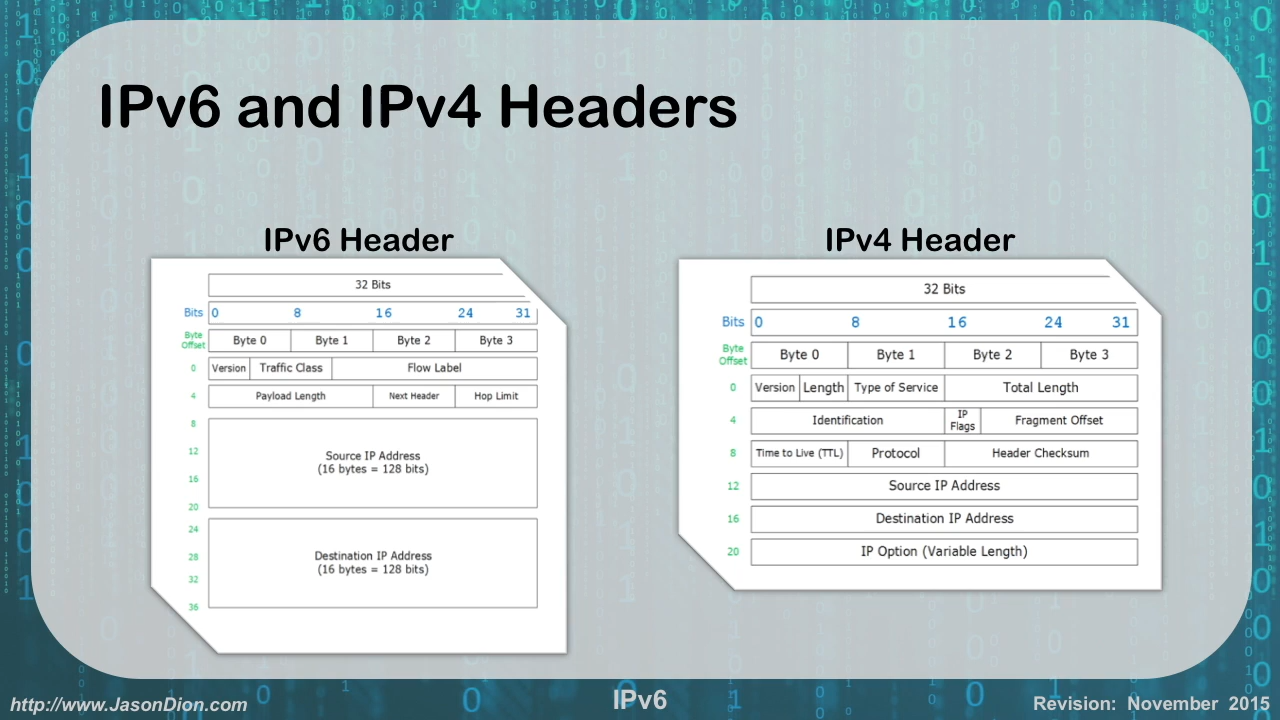 IPv6 and IPv4 Headers
IPv6 Header
32 Bits
Bits 0 8 16 24 31
Byte Offset Byte 0 Byte 1 Byte 2 Byte 3
0 Version Traffic Class Flow Label
4 Payload Length Next Header Hop Limit
8
12 Source IP Address
(16 bytes = 128 bits)
16
20
24
28 Destination IP Address
(16 bytes = 128 bits)
32
36
IPv4 Header
32 Bits
Bits 0 8 16 24 31
Byte Offset Byte 0 Byte 1 Byte 2 Byte 3
0 Version Length Type of Service Total Length
4 Identification IP Flags Fragment Offset
8 Time to Live (TTL) Protocol Header Checksum
12 Source IP Address
16 Destination IP Address
20 IP Option (Variable Length)
http://www.JasonDion.com
IPv6
Revision: November 2015